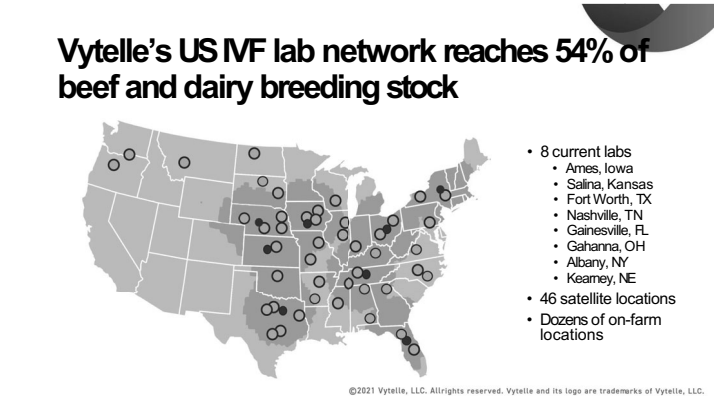 Vytelle's US IVF lab network reaches 54% of
beef and dairy breeding stock
• 8 current labs
• Ames, Iowa
• Salina, Kansas
• Fort Worth, TX
• Nashville, TN
• Gainesville, FL
• Gahanna, OH
• Albany, NY
• Kearney, NE
• 46 satellite locations
• Dozens of on-farm
locations
©2021 Vytelle, LLC. Allrights reserved. Vytelle and its logo are trademarks of Vytelle, LLC.